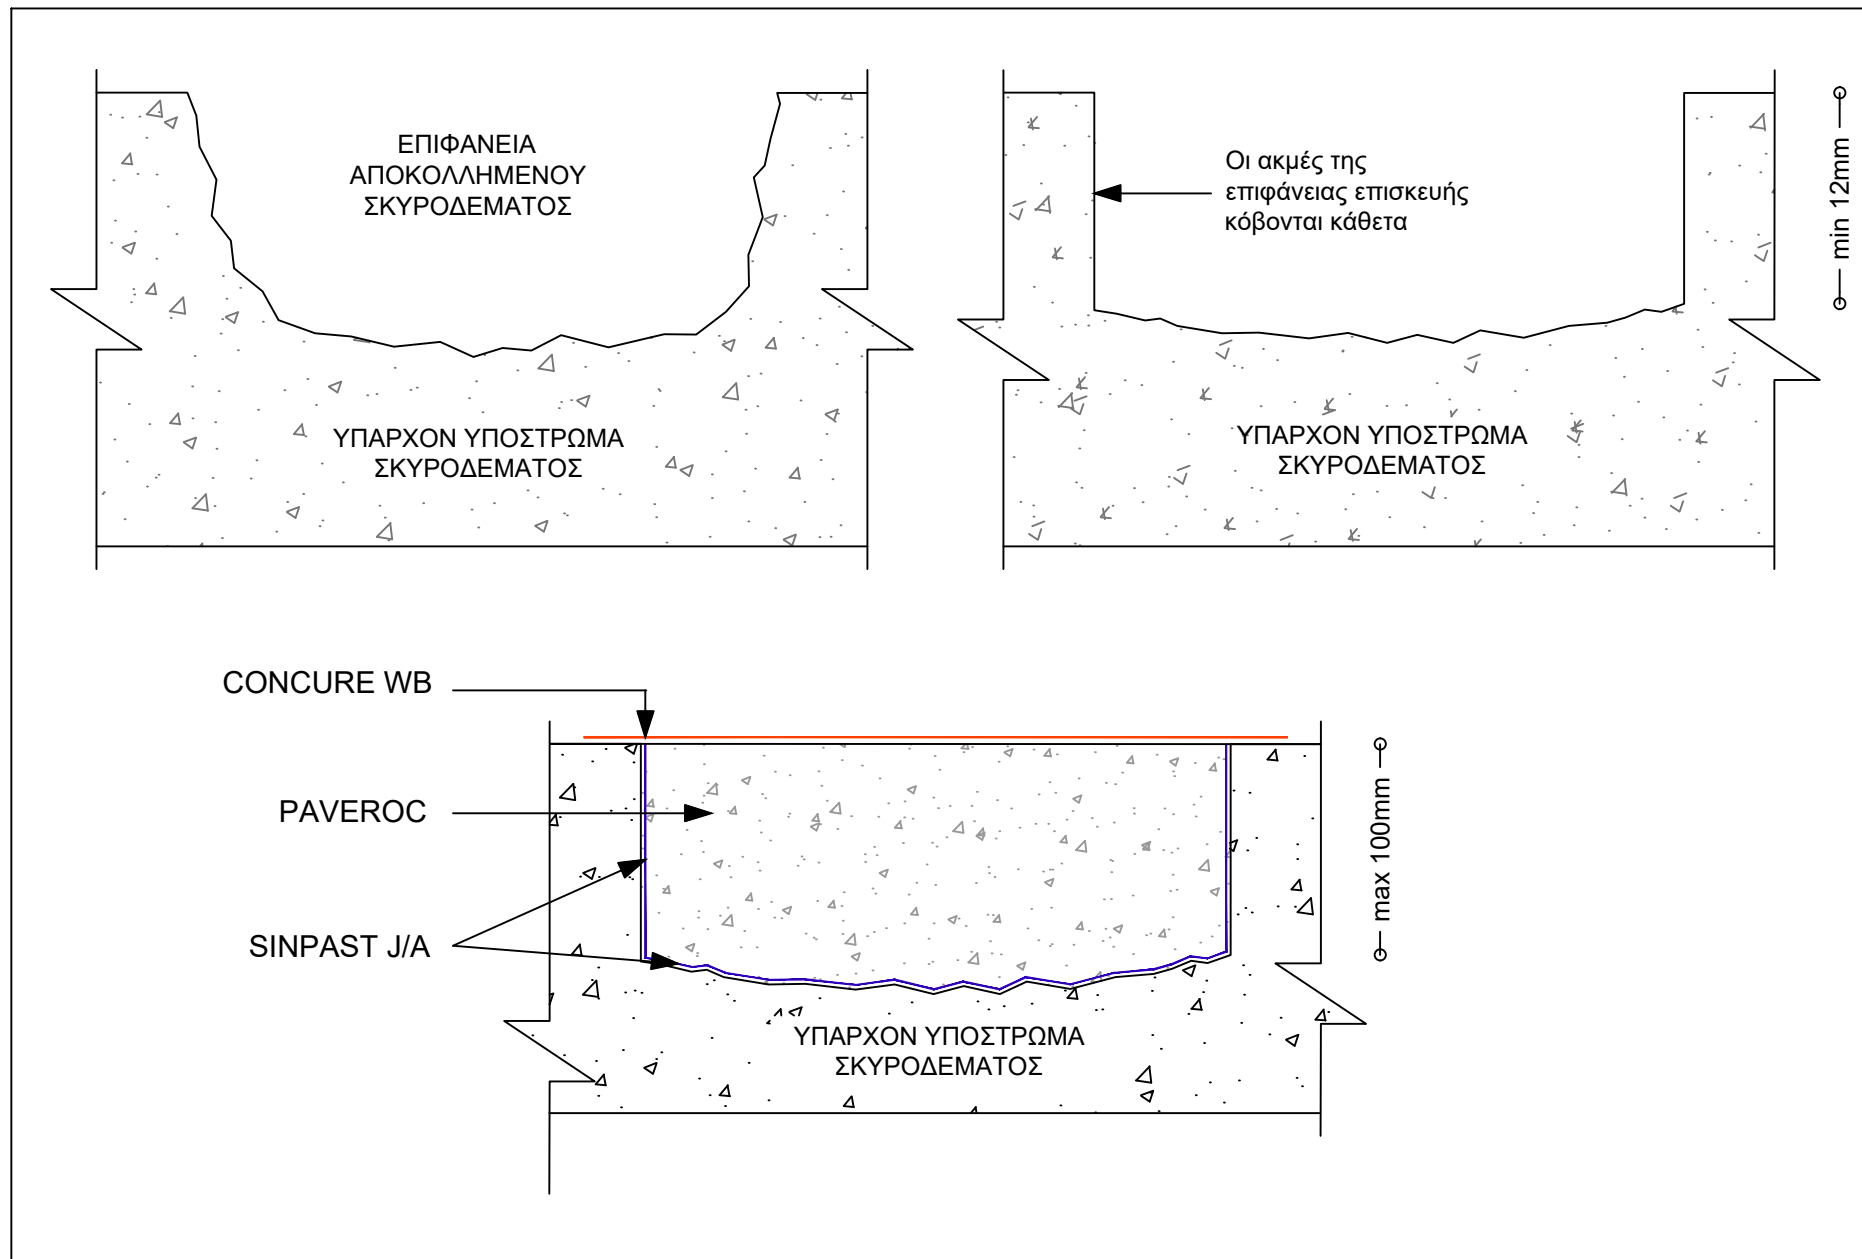 ΕΠΙΦΑΝΕΙΑ
ΑΠΟΚΟΛΛΗΜΕΝΟΥ
ΣΚΥΡΟΔΕΜΑΤΟΣ
ΥΠΑΡΧΟΝ ΥΠΟΣΤΡΩΜΑ
ΣΚΥΡΟΔΕΜΑΤΟΣ
Οι ακμές της
επιφάνειας επισκευής
κόβονται κάθετα
min 12mm
ΥΠΑΡΧΟΝ ΥΠΟΣΤΡΩΜΑ
ΣΚΥΡΟΔΕΜΑΤΟΣ
CONCURE WB
PAVEROC
SINPAST J/A
max 100mm
ΥΠΑΡΧΟΝ ΥΠΟΣΤΡΩΜΑ
ΣΚΥΡΟΔΕΜΑΤΟΣ